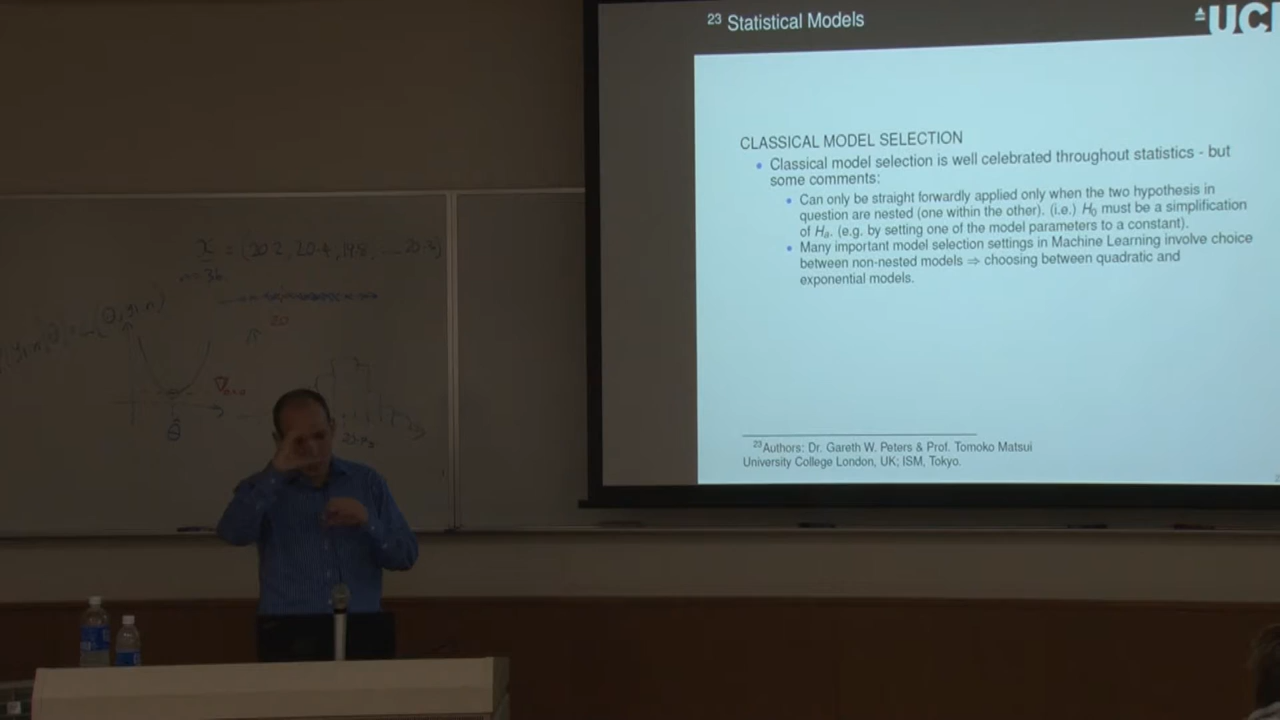 23 Statistical Models
UCL
CLASSICAL MODEL SELECTION
• Classical model selection is well celebrated throughout statistics - but
some comments:
• Can only be straight forwardly applied only when the two hypothesis in
question are nested (one within the other). (i.e.) H0 must be a simplification
of Ha. (e.g. by setting one of the model parameters to a constant).
• Many important model selection settings in Machine Learning involve choice
between non-nested models ⇒ choosing between quadratic and
exponential models.
23Authors: Dr. Gareth W. Peters & Prof. Tomoko Matsui
University College London, UK; ISM, Tokyo.
n=36
20